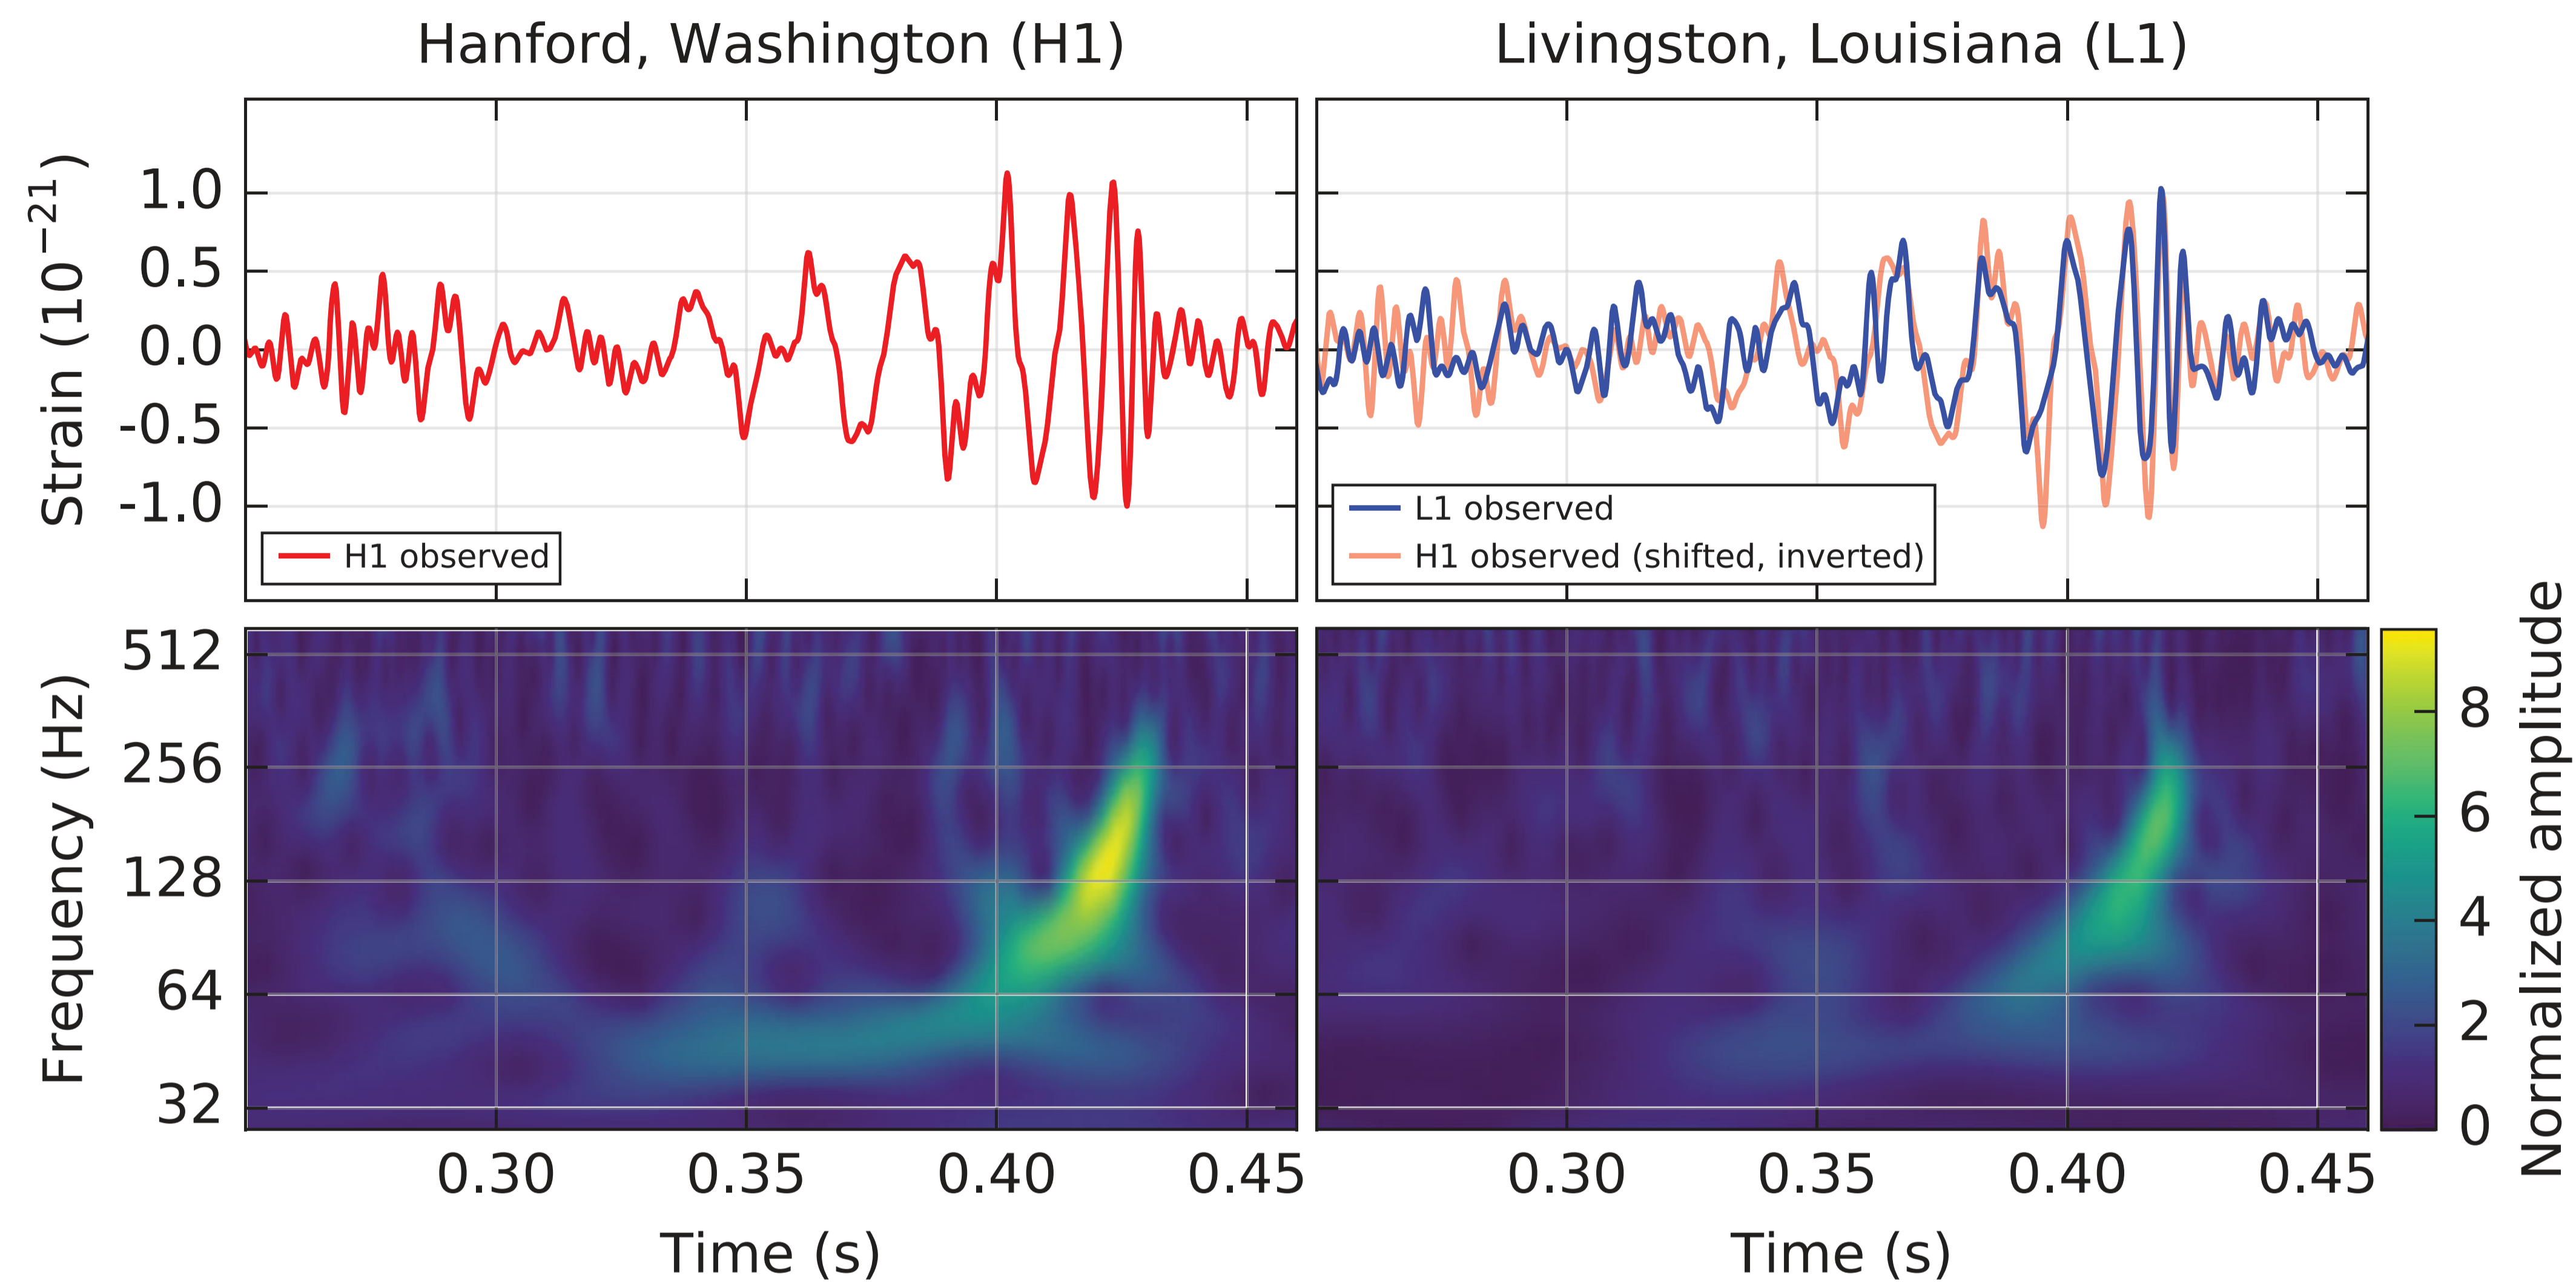 Hanford, Washington (H1)
Livingston, Louisiana (L1)
Strain (10−21)
1.0
0.5
0.0
-0.5
-1.0
H1 observed
L1 observed
H1 observed (shifted, inverted)
Frequency (Hz)
512
256
128
64
32
Normalized amplitude
8
6
4
2
0
0.30 0.35 0.40 0.45
0.30 0.35 0.40 0.45
Time (s)
Time (s)